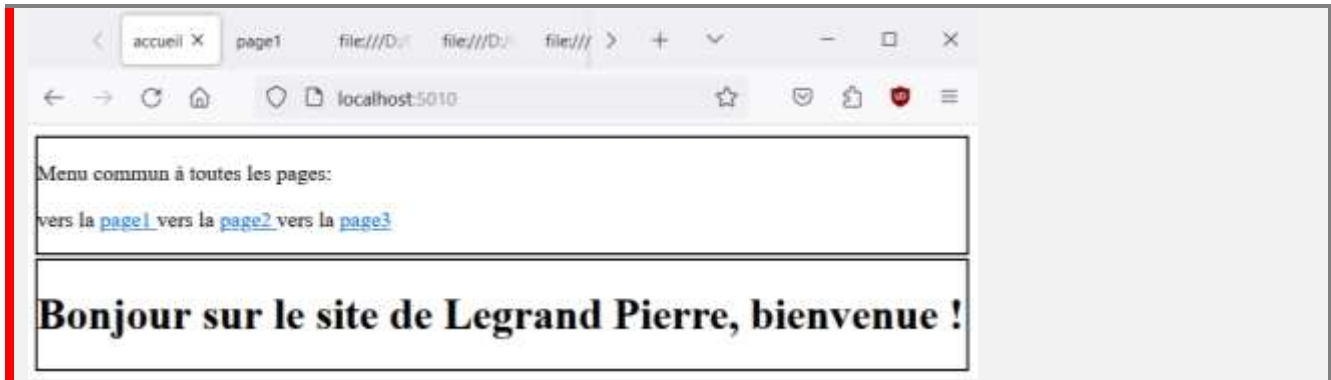 accueil page1 file:///D:/ file:///D:/ file:///
localhost:5010
Menu commun à toutes les pages:
vers la page1 vers la page2 vers la page3
Bonjour sur le site de Legrand Pierre, bienvenue !